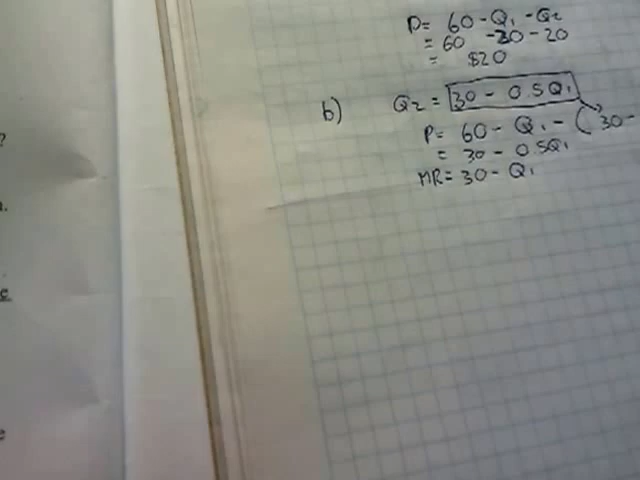 P = 60 - Q₁ - Q₂
= 60 - 20 - 20
= $20
b) Q₂ = 30 - 0.5Q₁
P = 60 - Q₁ - (30 -
= 30 - 0.5Q₁
MR = 30 - Q₁
?
.
e